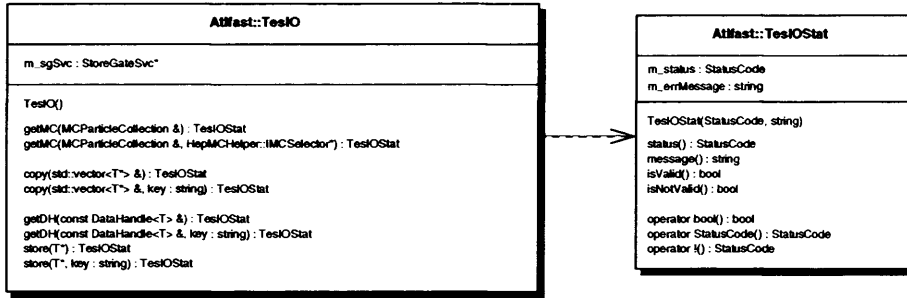 Atlfast::TesIO
m_sgSvc : StoreGateSvc*
TesIO()
getMC(MCParticleCollection &) : TesIOStat
getMC(MCParticleCollection &, HepMCHelper::IMCSelector*) : TesIOStat
copy(std::vector<T*> &) : TesIOStat
copy(std::vector<T*> &, key : string) : TesIOStat
getDH(const DataHandle<T> &) : TesIOStat
getDH(const DataHandle<T> &, key : string) : TesIOStat
store(T*) : TesIOStat
store(T*, key : string) : TesIOStat
Atlfast::TesIOStat
m_status : StatusCode
m_errMessage : string
TesIOStat(StatusCode, string)
status() : StatusCode
message() : string
isValid() : bool
isNotValid() : bool
operator bool() : bool
operator StatusCode() : StatusCode
operator !() : StatusCode